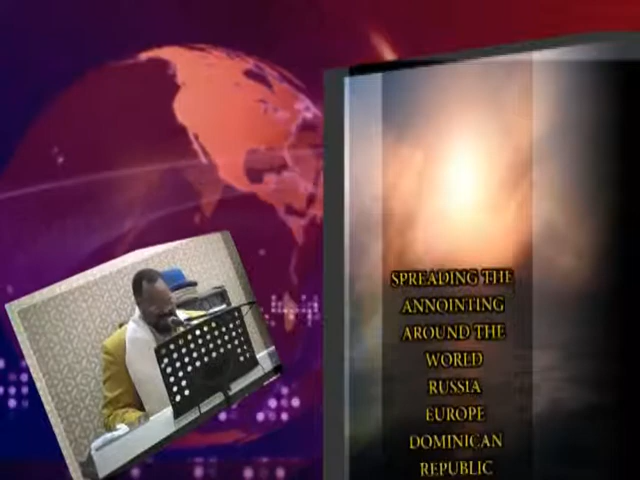 SPREADING THE
ANNOINTING
AROUND THE
WORLD
RUSSIA
EUROPE
DOMINICAN
REPUBLIC